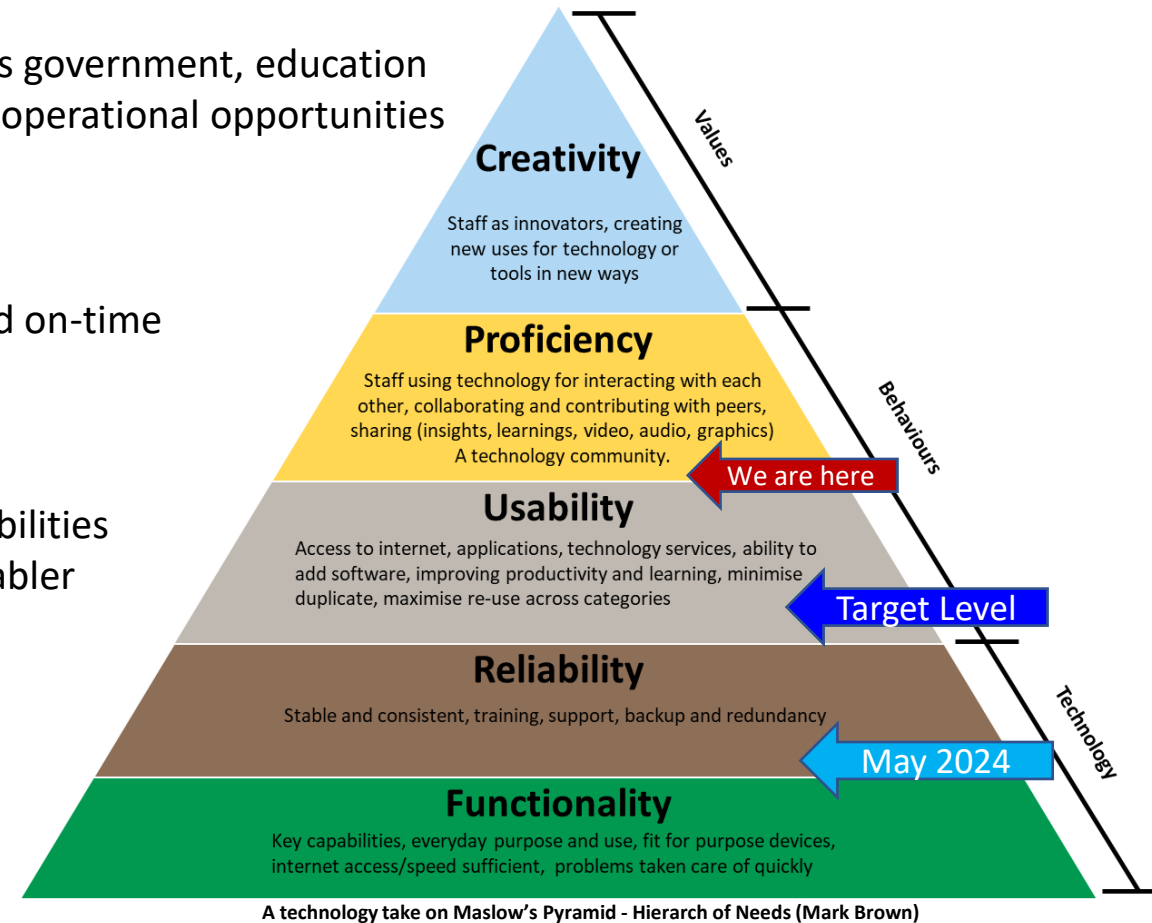 s government, education
operational opportunities
d on-time
bilities
abler
Creativity
Staff as innovators, creating
new uses for technology or
tools in new ways
Values
Proficiency
Staff using technology for interacting with each
other, collaborating and contributing with peers,
sharing (insights, learnings, video, audio, graphics)
A technology community.
Behaviours
We are here
Usability
Access to internet, applications, technology services, ability to
add software, improving productivity and learning, minimise
duplicate, maximise re-use across categories
Target Level
Reliability
Stable and consistent, training, support, backup and redundancy
Technology
May 2024
Functionality
Key capabilities, everyday purpose and use, fit for purpose devices,
internet access/speed sufficient, problems taken care of quickly
A technology take on Maslow's Pyramid - Hierarch of Needs (Mark Brown)